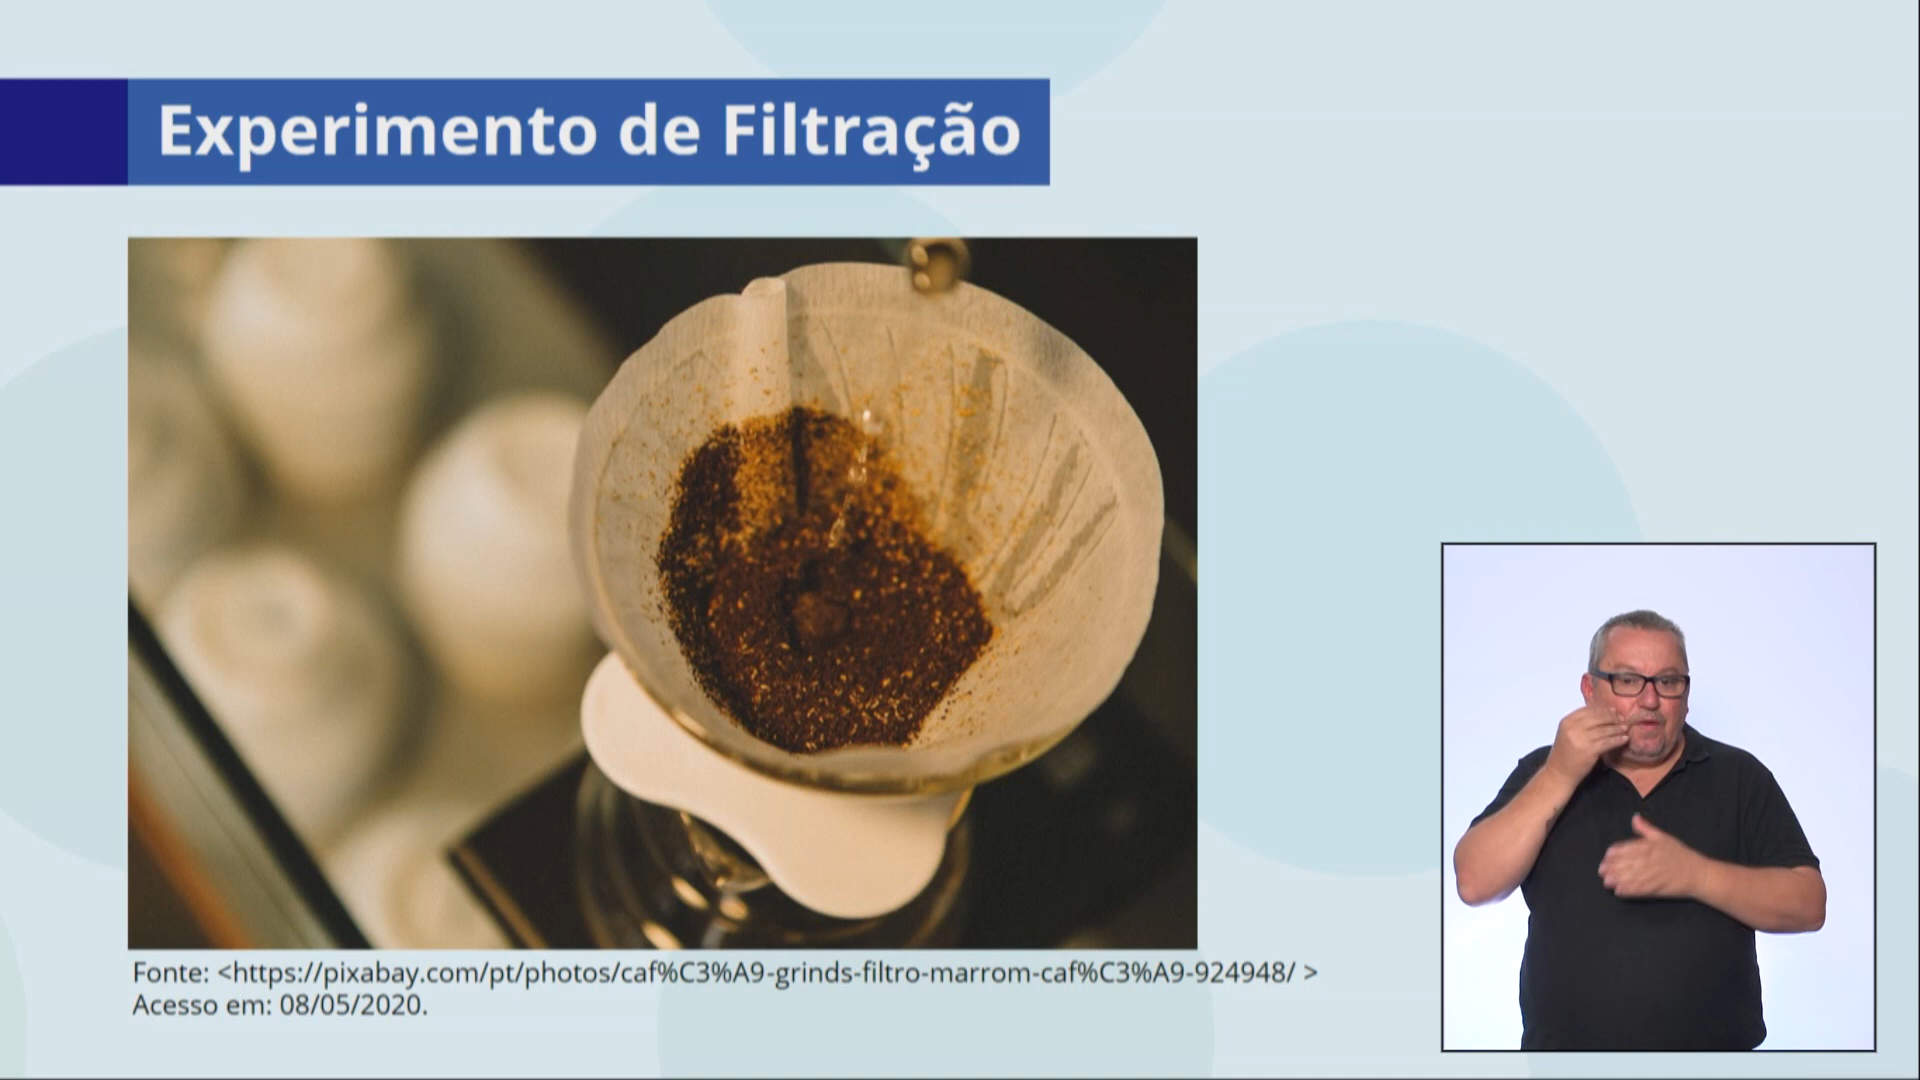 Experimento de Filtração
Fonte: <https://pixabay.com/pt/photos/caf%C3%A9-grinds-filtro-marrom-caf%C3%A9-924948/ >
Acesso em: 08/05/2020.